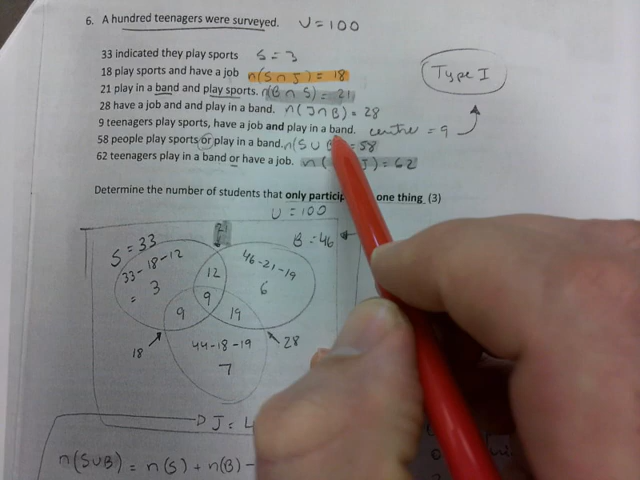 6. A hundred teenagers were surveyed. U = 100
33 indicated they play sports S = 3
18 play sports and have a job n(S∩J) = 18
21 play in a band and play sports. n(B∩S) = 21
28 have a job and and play in a band. n(J∩B) = 28
9 teenagers play sports, have a job and play in a band. centre = 9
Type I
58 people play sports or play in a band. n(S∪B = 58
62 teenagers play in a band or have a job. n( J) = 62
Determine the number of students that only particip one thing. (3)
U = 100
21
S = 33
B = 46
33-18-12
= 3
12
46-21-19
6
9
9
19
18
28
44-18-19
7
J =
n(S∪B) = n(S) + n(B) -